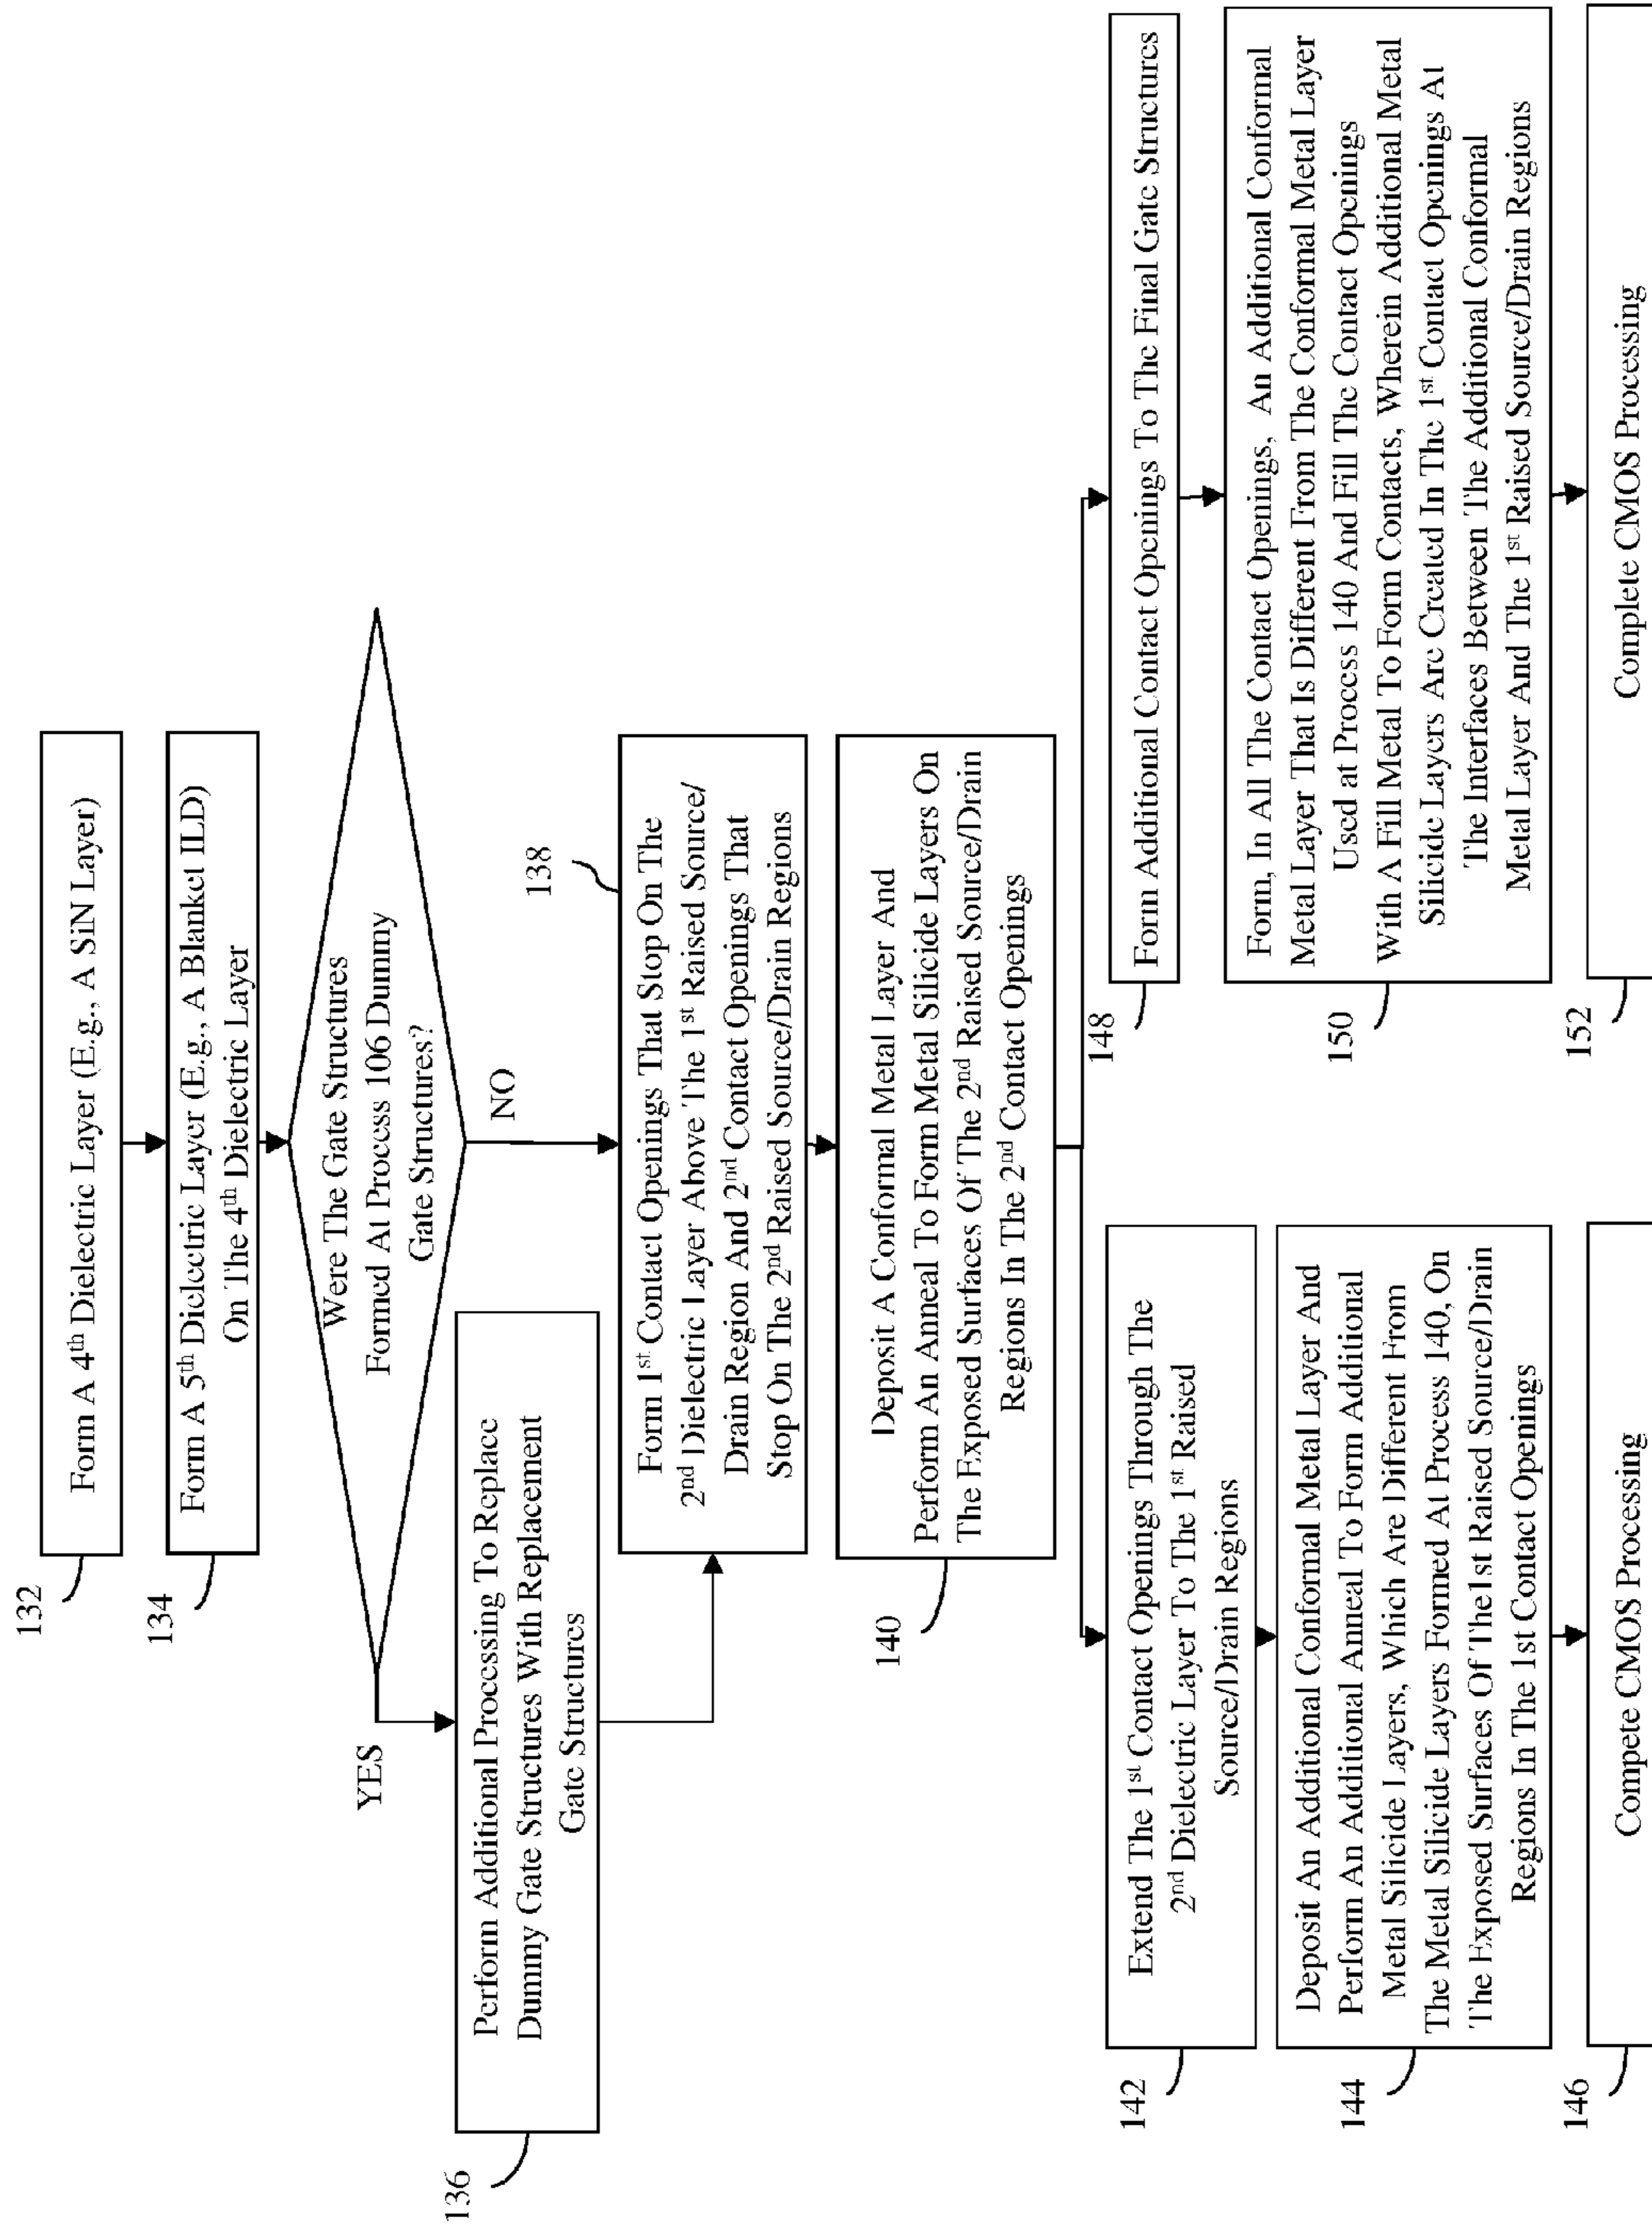 132
Form A 4th Dielectric Layer (E.g., A SiN Layer)
134
Form A 5th Dielectric Layer (E.g., A Blanket ILD)
On The 4th Dielectric Layer
Were The Gate Structures
Formed At Process 106 Dummy
Gate Structures?
YES
NO
136
Perform Additional Processing To Replace
Dummy Gate Structures With Replacement
Gate Structures
138
Form 1st Contact Openings That Stop On The
2nd Dielectric Layer Above The 1st Raised Source/
Drain Region And 2nd Contact Openings That
Stop On The 2nd Raised Source/Drain Regions
140
Deposit A Conformal Metal Layer And
Perform An Anneal To Form Metal Silicide Layers On
The Exposed Surfaces Of The 2nd Raised Source/Drain
Regions In The 2nd Contact Openings
142
Extend The 1st Contact Openings Through The
2nd Dielectric Layer To The 1st Raised
Source/Drain Regions
144
Deposit An Additional Conformal Metal Layer And
Perform An Additional Anneal To Form Additional
Metal Silicide Layers, Which Are Different From
The Metal Silicide Layers Formed At Process 140, On
The Exposed Surfaces Of The1st Raised Source/Drain
Regions In The 1st Contact Openings
146
Compete CMOS Processing
148
Form Additional Contact Openings To The Final Gate Structures
150
Form, In All The Contact Openings, An Additional Conformal
Metal Layer That Is Different From The Conformal Metal Layer
Used at Process 140 And Fill The Contact Openings
With A Fill Metal To Form Contacts, Wherein Additional Metal
Silicide Layers Are Created In The 1st Contact Openings At
The Interfaces Between The Additional Conformal
Metal Layer And The 1st Raised Source/Drain Regions
152
Complete CMOS Processing